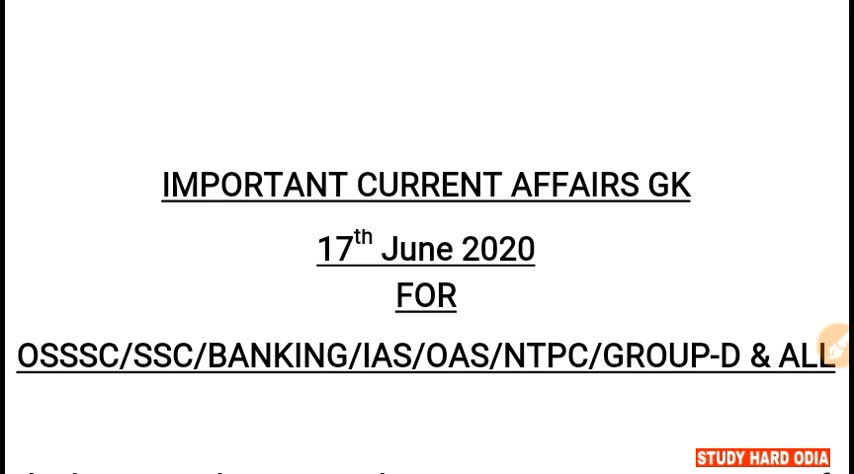 IMPORTANT CURRENT AFFAIRS GK
17th June 2020
FOR
OSSSC/SSC/BANKING/IAS/OAS/NTPC/GROUP-D & ALL
STUDY HARD ODIA